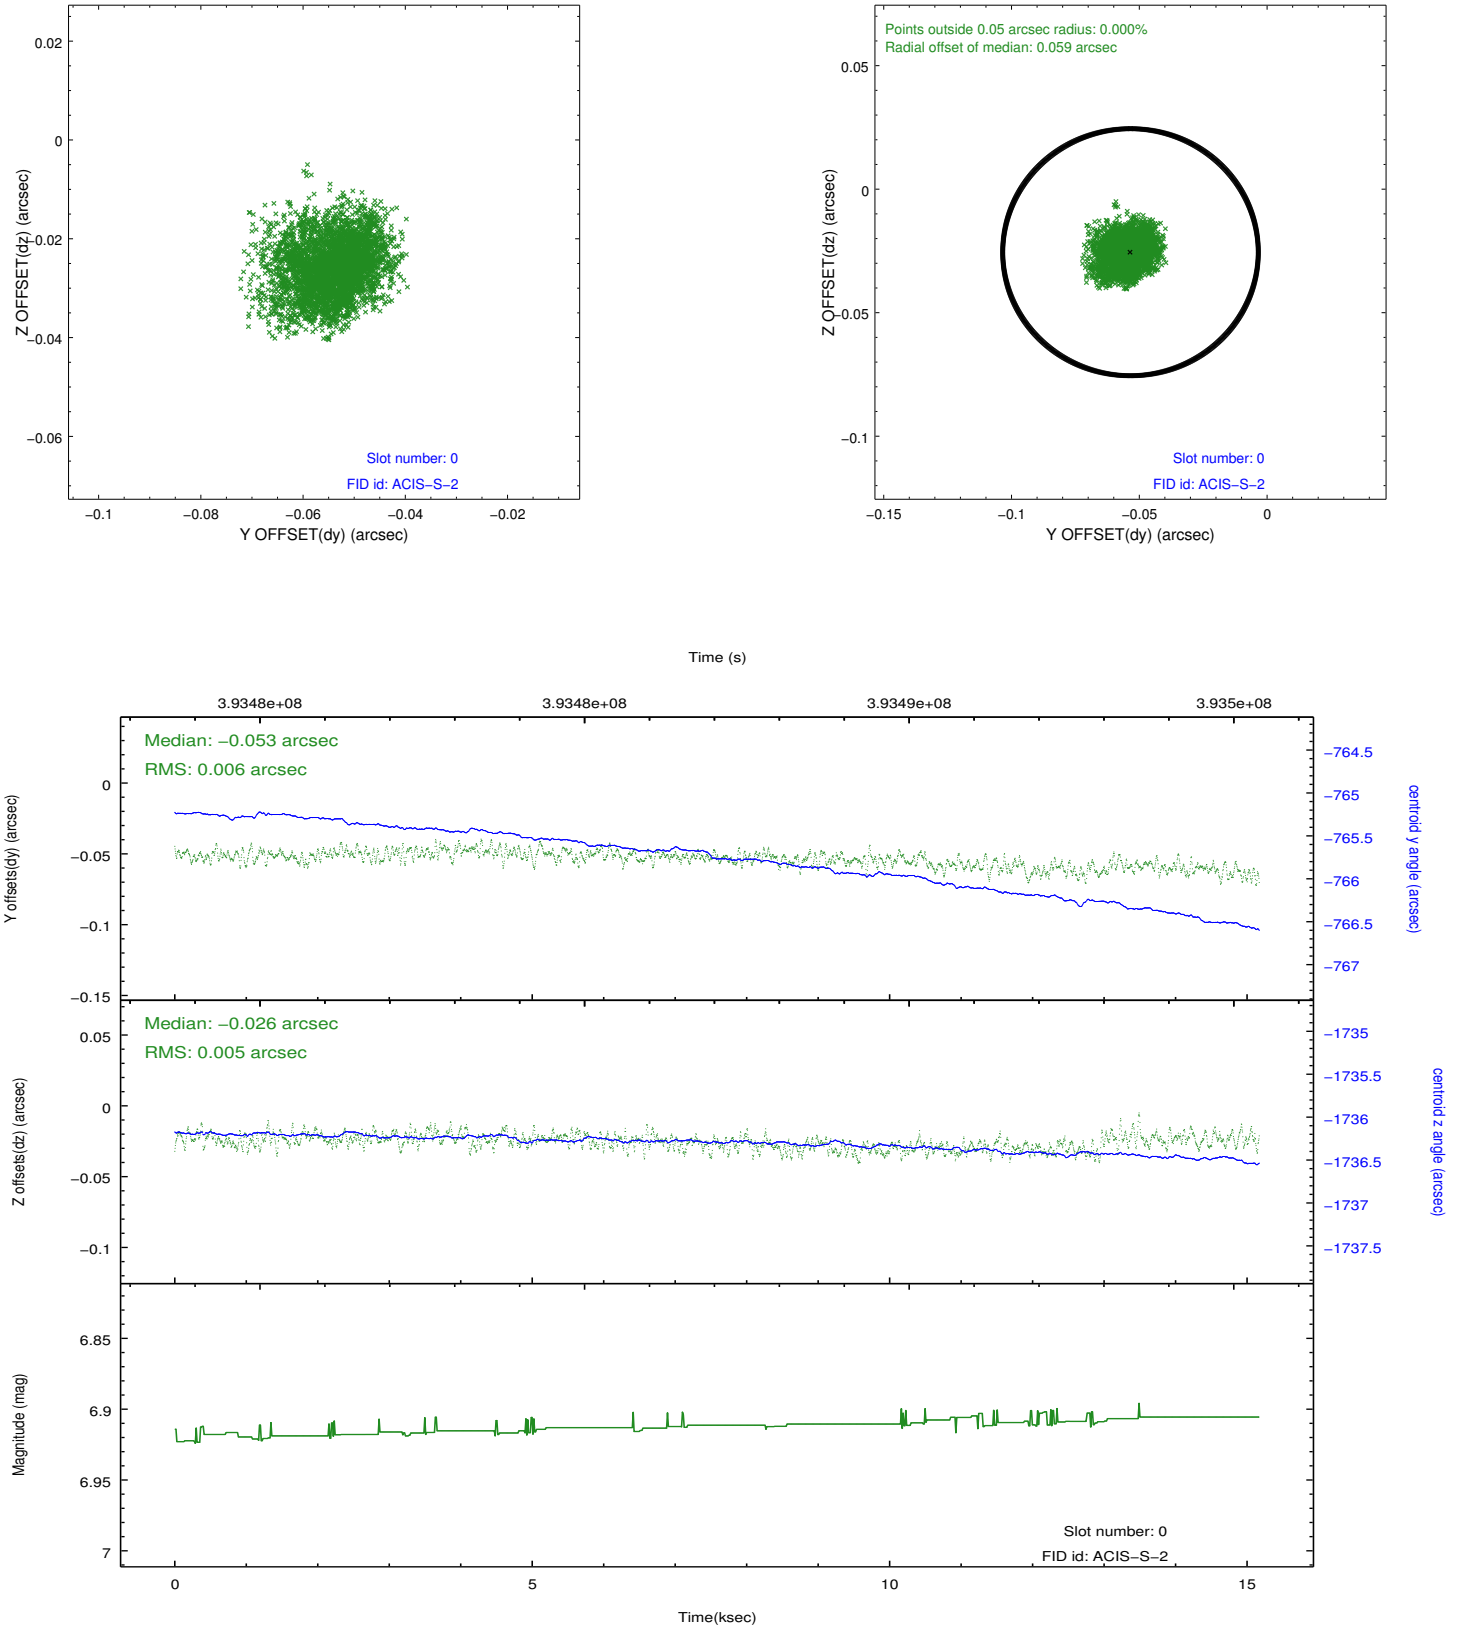 0.02
0
−0.02
−0.04
−0.06
Z OFFSET(dz) (arcsec)
Slot number: 0
FID id: ACIS−S−2
−0.1
−0.08
−0.06
−0.04
−0.02
Y OFFSET(dy) (arcsec)
Points outside 0.05 arcsec radius: 0.000%
Radial offset of median: 0.059 arcsec
0.05
0
−0.05
−0.1
Z OFFSET(dz) (arcsec)
Slot number: 0
FID id: ACIS−S−2
−0.15
−0.1
−0.05
0
Y OFFSET(dy) (arcsec)
Time (s)
3.9348e+08
3.9348e+08
3.9349e+08
3.935e+08
Median: −0.053 arcsec
RMS: 0.006 arcsec
0
−0.05
−0.1
−0.15
Y offsets(dy) (arcsec)
−764.5
−765
−765.5
−766
−766.5
−767
centroid y angle (arcsec)
Median: −0.026 arcsec
RMS: 0.005 arcsec
0.05
0
−0.05
−0.1
Z offsets(dz) (arcsec)
−1735
−1735.5
−1736
−1736.5
−1737
−1737.5
centroid z angle (arcsec)
6.85
6.9
6.95
7
Magnitude (mag)
Slot number: 0
FID id: ACIS−S−2
0
5
10
15
Time(ksec)